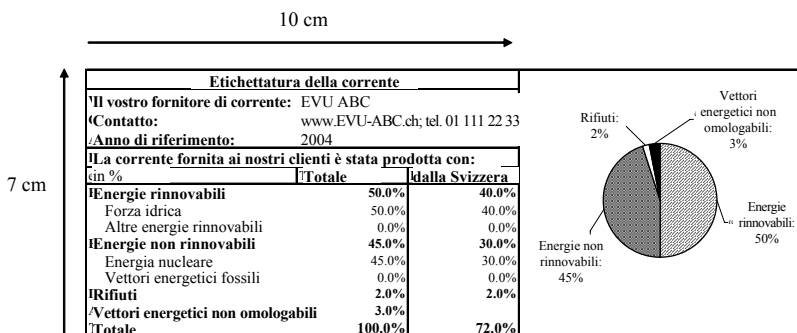 10 cm
7 cm
Etichettatura della corrente
Il vostro fornitore di corrente: EVU ABC
Contatto: www.EVU-ABC.ch; tel. 01 111 22 33
Anno di riferimento: 2004
La corrente fornita ai nostri clienti è stata prodotta con:
in % Totale dalla Svizzera
Energie rinnovabili 50.0% 40.0%
Forza idrica 50.0% 40.0%
Altre energie rinnovabili 0.0% 0.0%
Energie non rinnovabili 45.0% 30.0%
Energia nucleare 45.0% 30.0%
Vettori energetici fossili 0.0% 0.0%
Rifiuti 2.0% 2.0%
Vettori energetici non omologabili 3.0%
Totale 100.0% 72.0%
Rifiuti:
2%
Vettori
energetici non
omologabili:
3%
Energie
rinnovabili:
50%
Energie non
rinnovabili:
45%